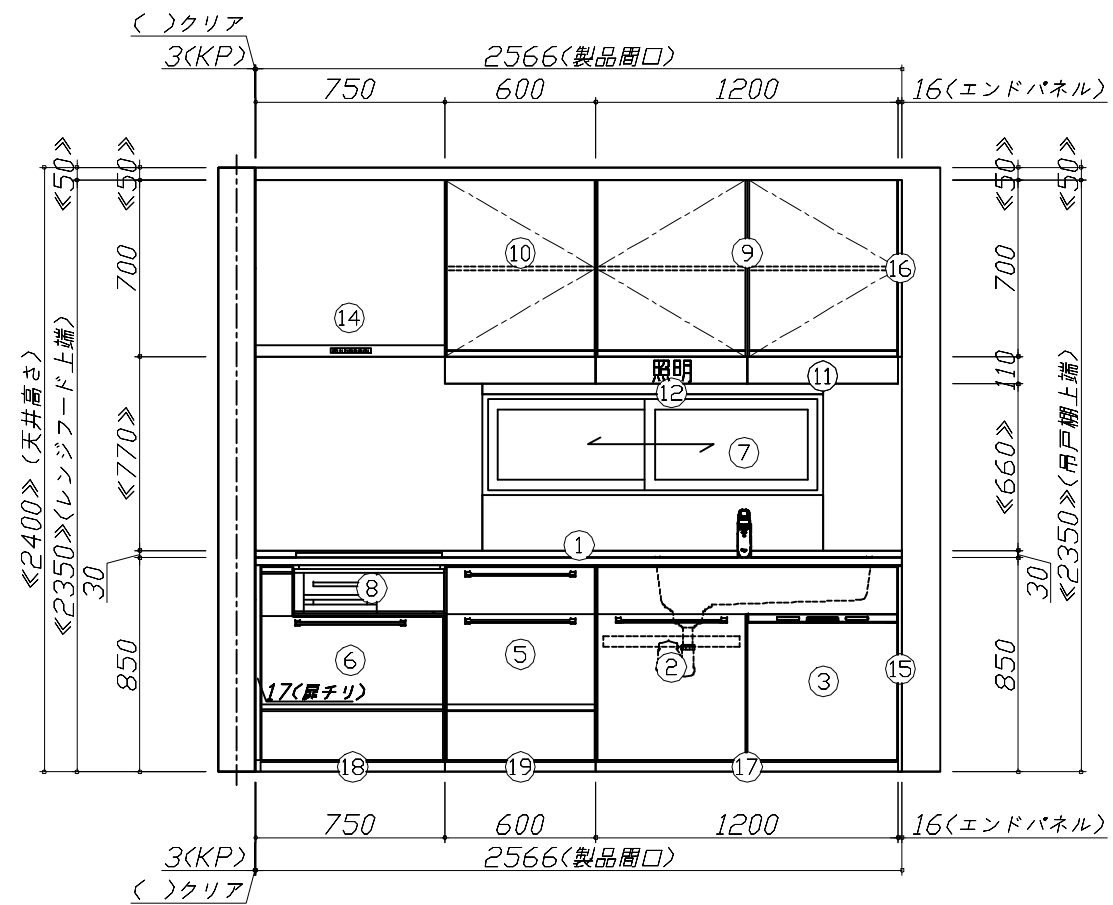 ( )クリア
3(KP)
2566(製品間口)
750
600
1200
16(エンドパネル)
≪50≫
≪50≫
≪50≫
≪50≫
700
700
10
9
16
14
照明
11
12
110
≪2400≫(天井高さ)
≪2350≫(レンジフード上端)
≪770≫
≪660≫
≪2350≫(吊戸棚上端)
7
1
30
30
8
6
5
2
3
15
17(扉チリ)
850
850
18
19
17
750
600
1200
16(エンドパネル)
3(KP)
2566(製品間口)
( )クリア